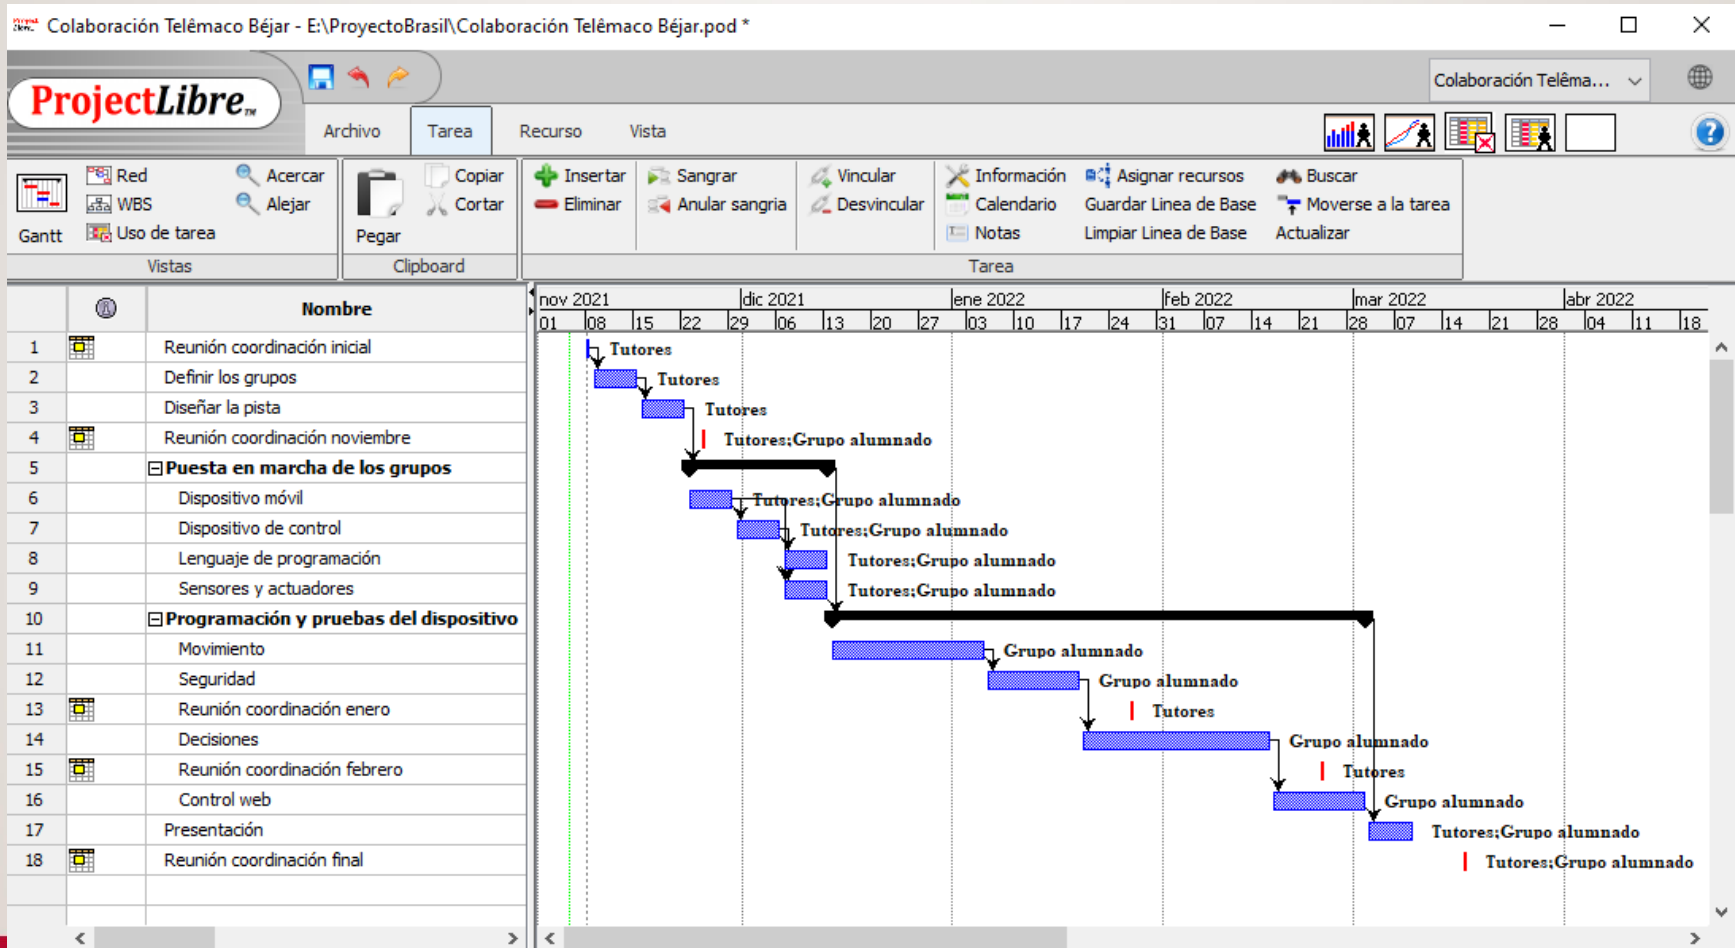 Colaboración Telêmaco Béjar - E:\ProyectoBrasil\Colaboración Telêmaco Béjar.pod *
ProjectLibre TM
Colaboración Telêma...
Archivo Tarea Recurso Vista
Red Acercar Copiar Insertar Sangrar Vincular Información Asignar recursos Buscar
WBS Alejar Cortar Eliminar Anular sangria Desvincular Calendario Guardar Linea de Base Moverse a la tarea
Gantt Uso de tarea Pegar Notas Limpiar Linea de Base Actualizar
Vistas Clipboard Tarea
Nombre
nov 2021 dic 2021 ene 2022 feb 2022 mar 2022 abr 2022
01 08 15 22 29 06 13 20 27 03 10 17 24 31 07 14 21 28 07 14 21 28 04 11 18
1 Reunión coordinación inicial Tutores
2 Definir los grupos Tutores
3 Diseñar la pista Tutores
4 Reunión coordinación noviembre Tutores;Grupo alumnado
5 Puesta en marcha de los grupos
6 Dispositivo móvil Tutores;Grupo alumnado
7 Dispositivo de control Tutores;Grupo alumnado
8 Lenguaje de programación Tutores;Grupo alumnado
9 Sensores y actuadores Tutores;Grupo alumnado
10 Programación y pruebas del dispositivo
11 Movimiento Grupo alumnado
12 Seguridad Grupo alumnado
13 Reunión coordinación enero Tutores
14 Decisiones Grupo alumnado
15 Reunión coordinación febrero Tutores
16 Control web Grupo alumnado
17 Presentación Tutores;Grupo alumnado
18 Reunión coordinación final Tutores;Grupo alumnado